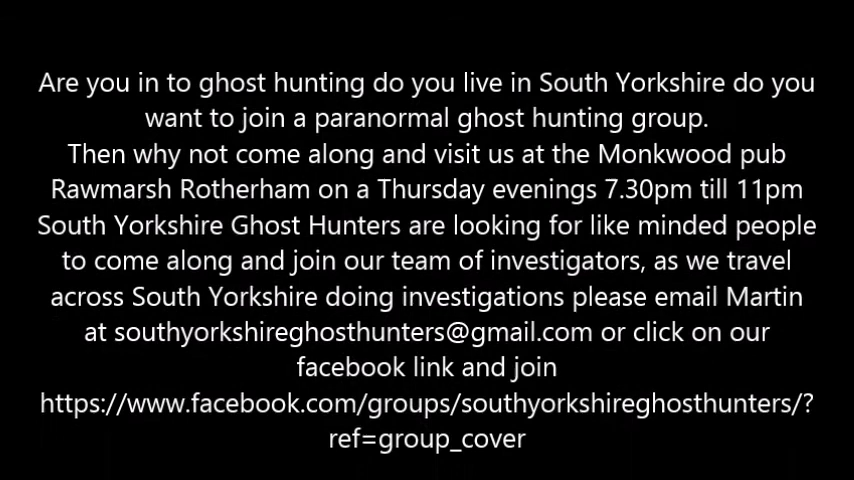 Are you in to ghost hunting do you live in South Yorkshire do you
want to join a paranormal ghost hunting group.
Then why not come along and visit us at the Monkwood pub
Rawmarsh Rotherham on a Thursday evenings 7.30pm till 11pm
South Yorkshire Ghost Hunters are looking for like minded people
to come along and join our team of investigators, as we travel
across South Yorkshire doing investigations please email Martin
at southyorkshireghosthunters@gmail.com or click on our
facebook link and join
https://www.facebook.com/groups/southyorkshireghosthunters/?
ref=group_cover